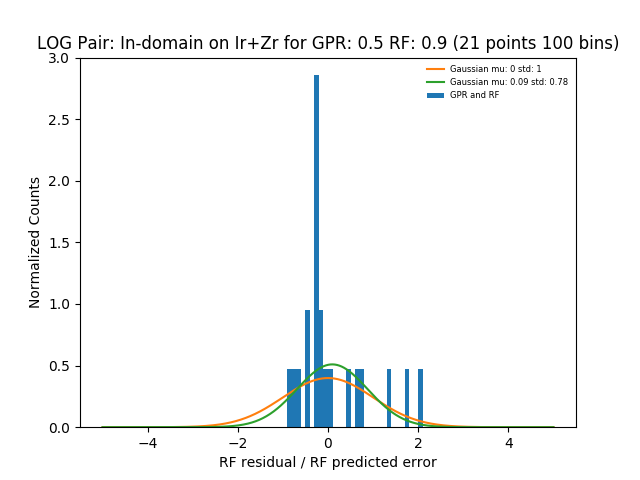 LOG Pair: In-domain on Ir+Zr for GPR: 0.5 RF: 0.9 (21 points 100 bins)
Gaussian mu: 0 std: 1
Gaussian mu: 0.09 std: 0.78
GPR and RF
Normalized Counts
3.0
2.5
2.0
1.5
1.0
0.5
0.0
−4 −2 0 2 4
RF residual / RF predicted error